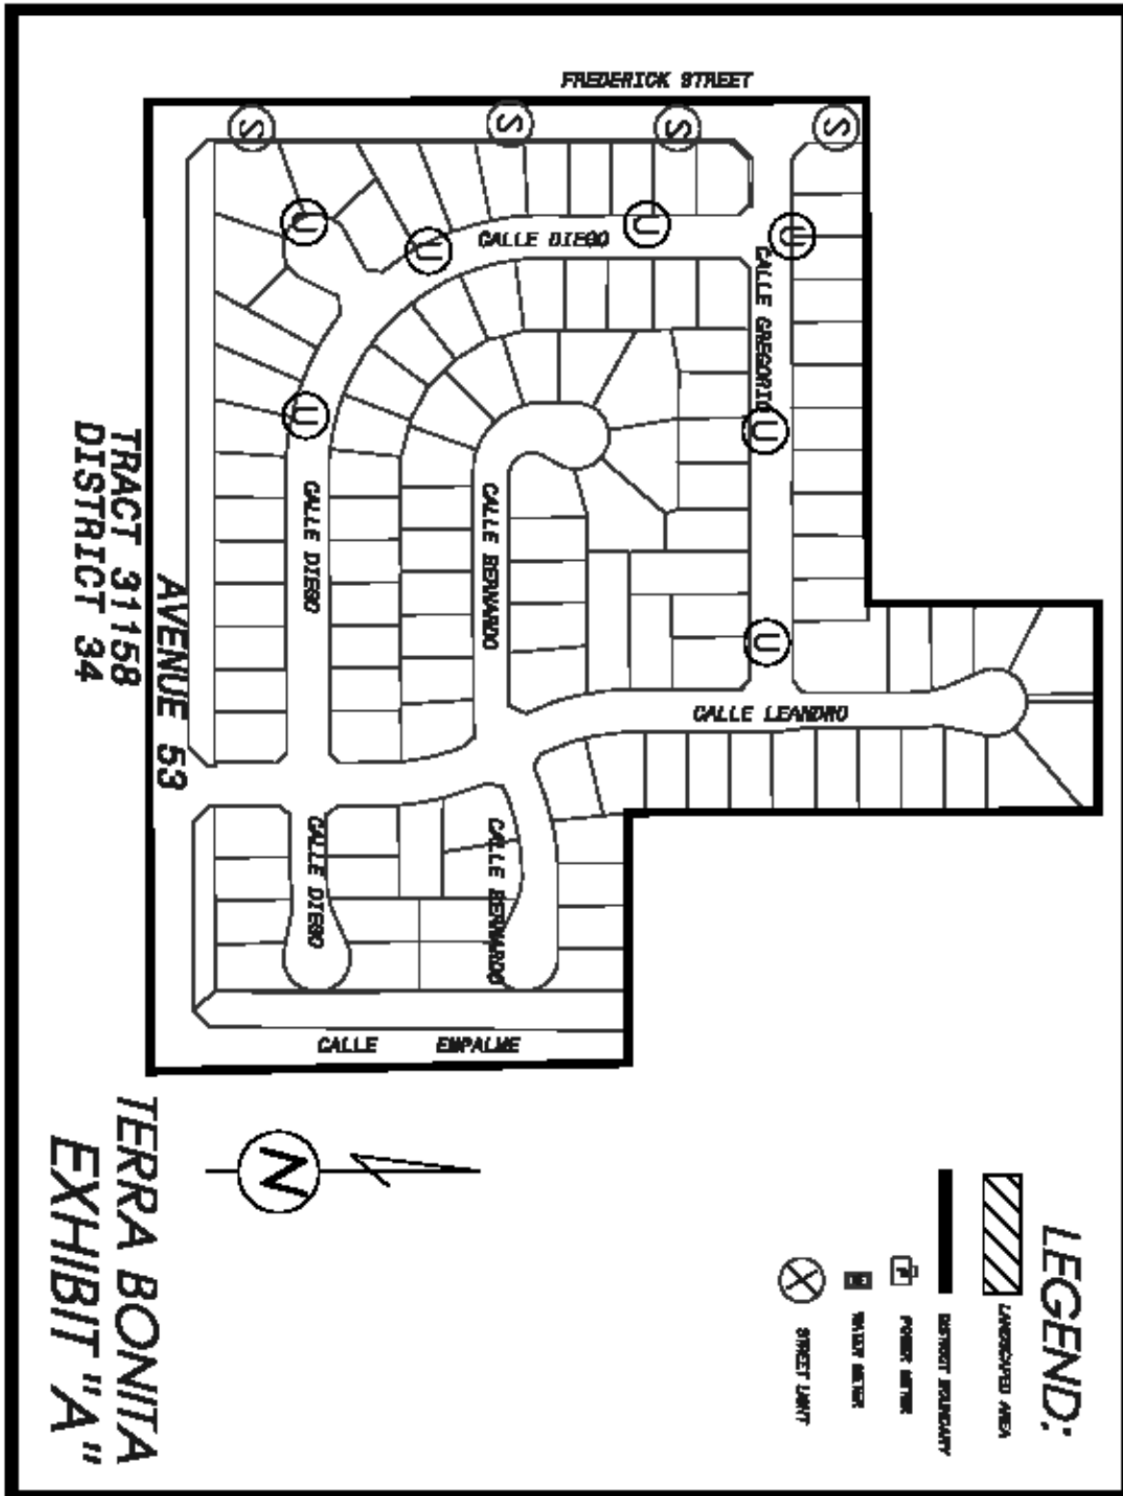 FREDERICK STREET
S
S
S
S
U
U
U
U
CALLE DIEGO
CALLE GREGORIO
U
U
CALLE DIEGO
CALLE BERNARDO
U
CALLE LEANDRO
AVENUE 53
TRACT 31158
DISTRICT 34
CALLE DIEGO
CALLE BERNARDO
CALLE EMPALME
N
LEGEND:
LANDSCAPED AREA
DISTRICT BOUNDARY
P
POWER METER
WATER METER
STREET LIGHT
TERRA BONITA
EXHIBIT "A"